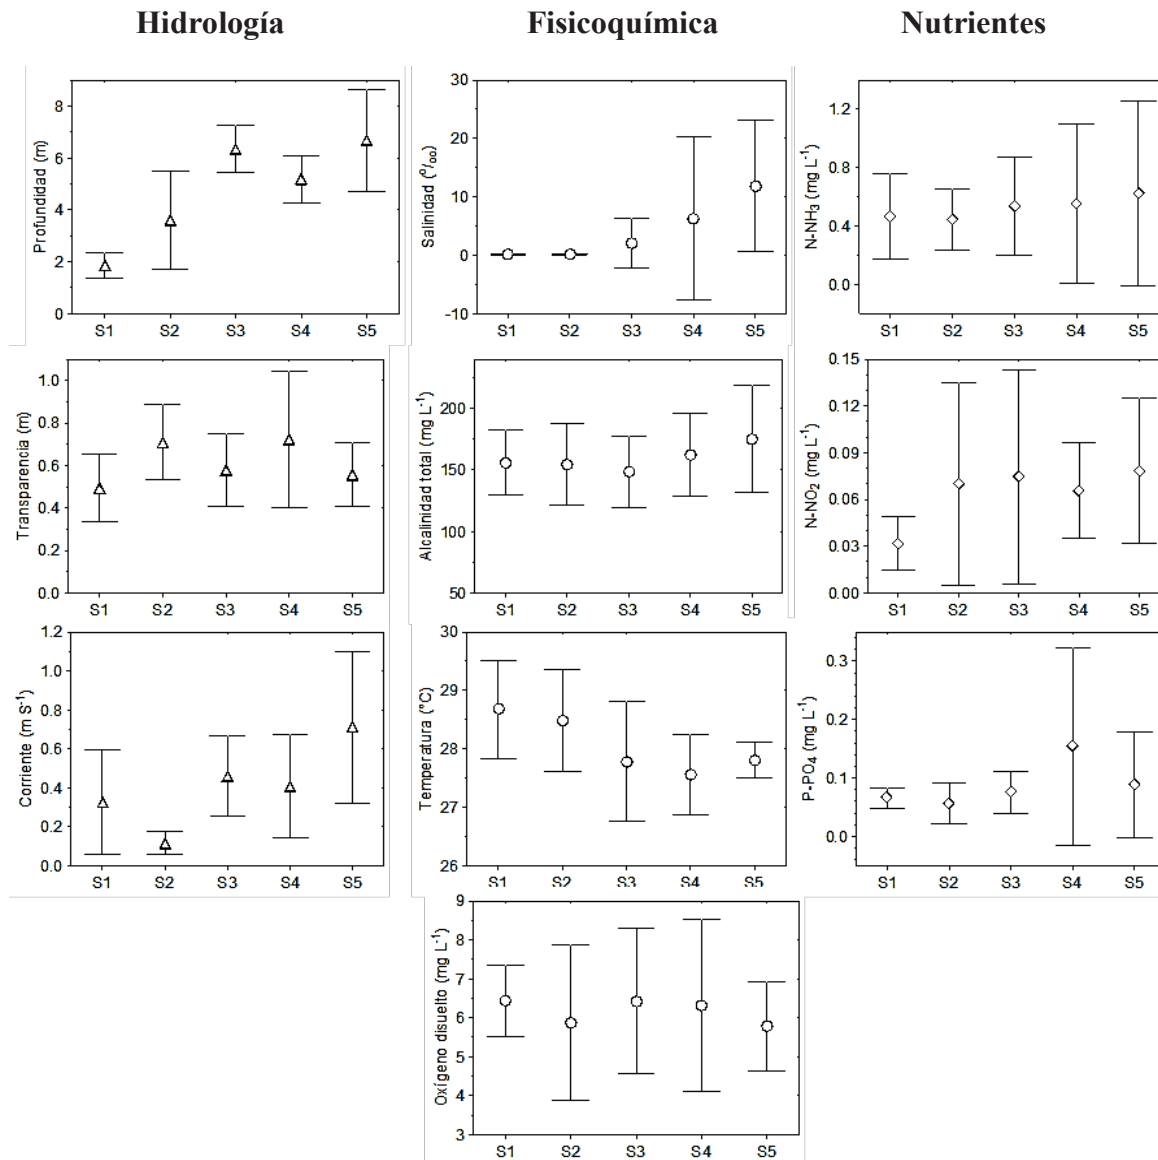 Hidrología
Fisicoquímica
Nutrientes
Profundidad (m)
8
6
4
2
0
S1 S2 S3 S4 S5
Salinidad (⁰/₀₀)
30
20
10
0
-10
S1 S2 S3 S4 S5
N-NH₃ (mg L⁻¹)
1.2
0.8
0.4
0.0
S1 S2 S3 S4 S5
Transparencia (m)
1.0
0.8
0.6
0.4
0.2
0.0
S1 S2 S3 S4 S5
Alcalinidad total (mg L⁻¹)
200
150
100
50
S1 S2 S3 S4 S5
N-NO₂ (mg L⁻¹)
0.15
0.12
0.09
0.06
0.03
0.00
S1 S2 S3 S4 S5
Corriente (m S⁻¹)
1.2
1.0
0.8
0.6
0.4
0.2
0.0
S1 S2 S3 S4 S5
Temperatura (°C)
30
29
28
27
26
S1 S2 S3 S4 S5
P-PO₄ (mg L⁻¹)
0.3
0.2
0.1
0.0
S1 S2 S3 S4 S5
Oxígeno disuelto (mg L⁻¹)
9
8
7
6
5
4
3
S1 S2 S3 S4 S5